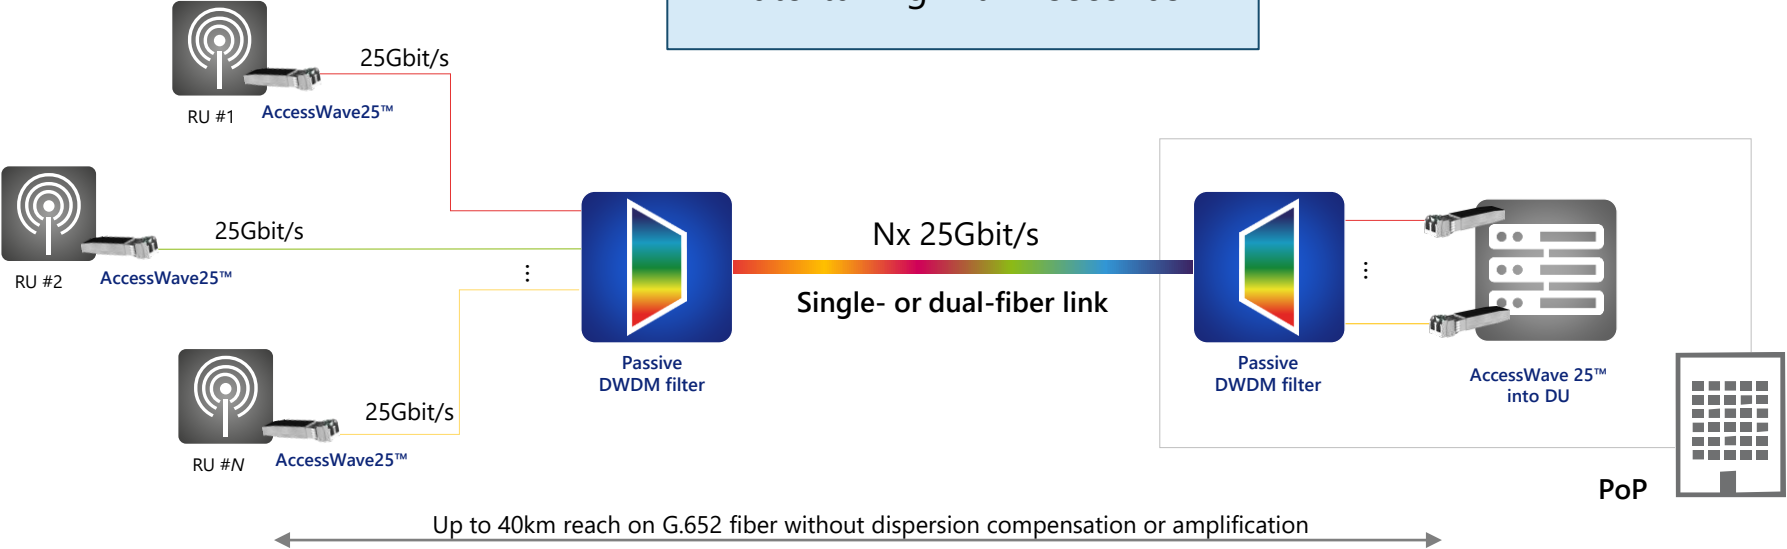 25Gbit/s
RU #1
AccessWave25™
25Gbit/s
RU #2
AccessWave25™
⋮
25Gbit/s
RU #N
AccessWave25™
Passive
DWDM filter
Nx 25Gbit/s
Single- or dual-fiber link
Passive
DWDM filter
⋮
AccessWave 25™
into DU
PoP
Up to 40km reach on G.652 fiber without dispersion compensation or amplification